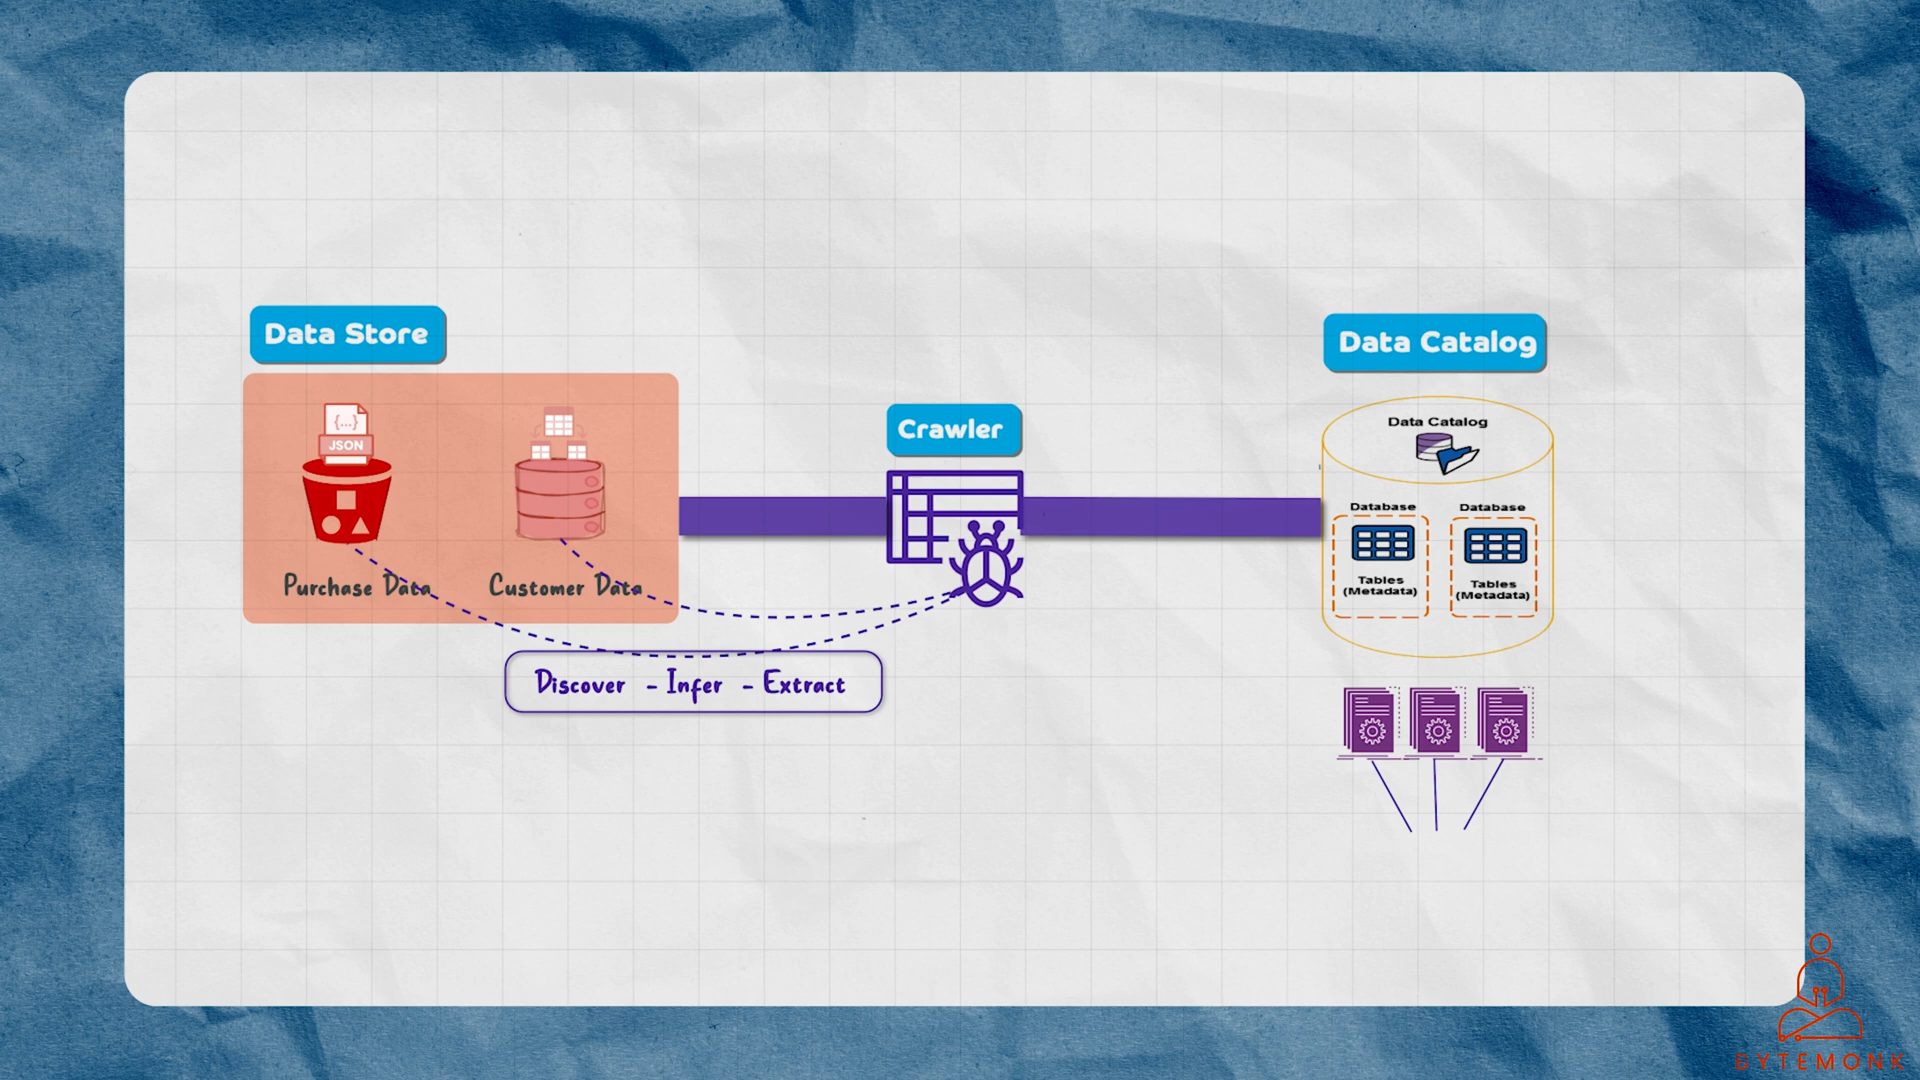 Data Store
{...}
JSON
Purchase Data
Customer Data
Crawler
Discover - Infer - Extract
Data Catalog
Data Catalog
Database
Tables
(Metadata)
Database
Tables
(Metadata)
BYTEMONK